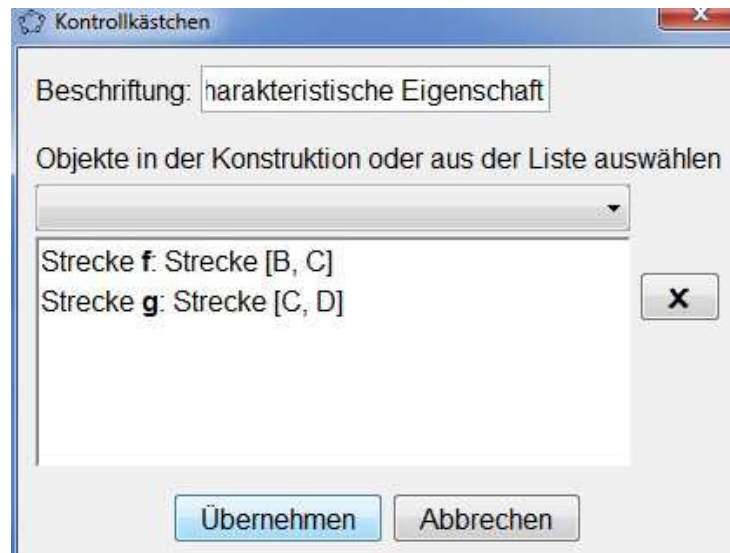 Kontrollkästchen
x
Beschriftung: harakteristische Eigenschaft
Objekte in der Konstruktion oder aus der Liste auswählen
Strecke f: Strecke [B, C]
Strecke g: Strecke [C, D]
x
Übernehmen Abbrechen